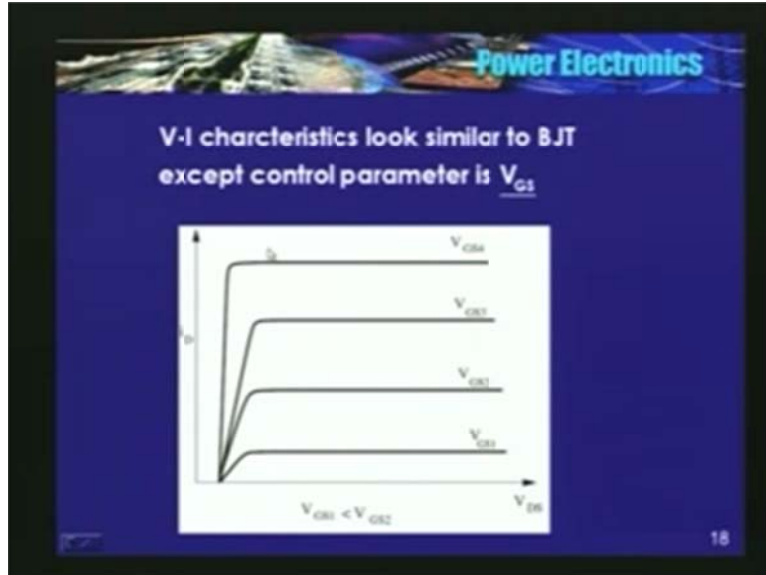 Power Electronics
V-I charcteristics look similar to BJT
except control parameter is V_GS
V_GS4
V_GS3
i_D
V_GS2
V_GS1
V_DS
V_GS1 < V_GS2
18